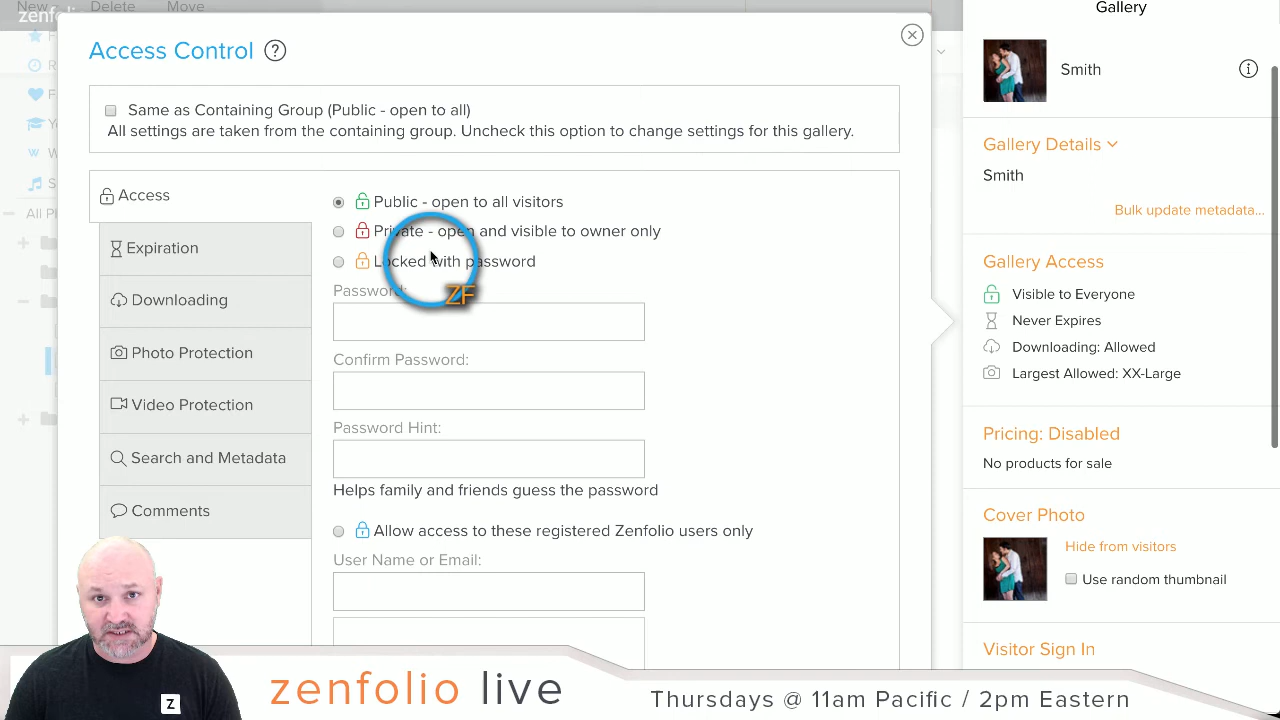 New Delete Move
zenfolio
Access Control ?
Same as Containing Group (Public - open to all)
All settings are taken from the containing group. Uncheck this option to change settings for this gallery.
Access
Expiration
Downloading
Photo Protection
Video Protection
Search and Metadata
Comments
Public - open to all visitors
Private - open and visible to owner only
Locked with password
Password:
Confirm Password:
Password Hint:
Helps family and friends guess the password
Allow access to these registered Zenfolio users only
User Name or Email:
ZF
All
Gallery
Smith
Gallery Details
Smith
Bulk update metadata...
Gallery Access
Visible to Everyone
Never Expires
Downloading: Allowed
Largest Allowed: XX-Large
Pricing: Disabled
No products for sale
Cover Photo
Hide from visitors
Use random thumbnail
Visitor Sign In
Z
zenfolio live
Thursdays @ 11am Pacific / 2pm Eastern